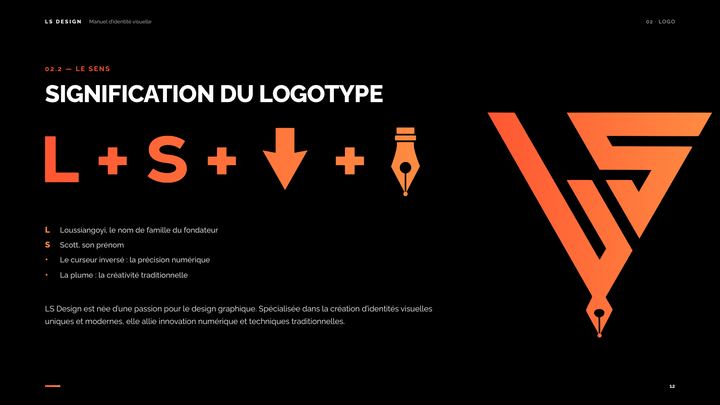 LS DESIGN Manuel d'identité visuelle
02 · LOGO
02.2 — LE SENS
SIGNIFICATION DU LOGOTYPE
L + S + +
L Loussiangoyi, le nom de famille du fondateur
S Scott, son prénom
• Le curseur inversé : la précision numérique
• La plume : la créativité traditionnelle
LS Design est née d'une passion pour le design graphique. Spécialisée dans la création d'identités visuelles
uniques et modernes, elle allie innovation numérique et techniques traditionnelles.
LS
12